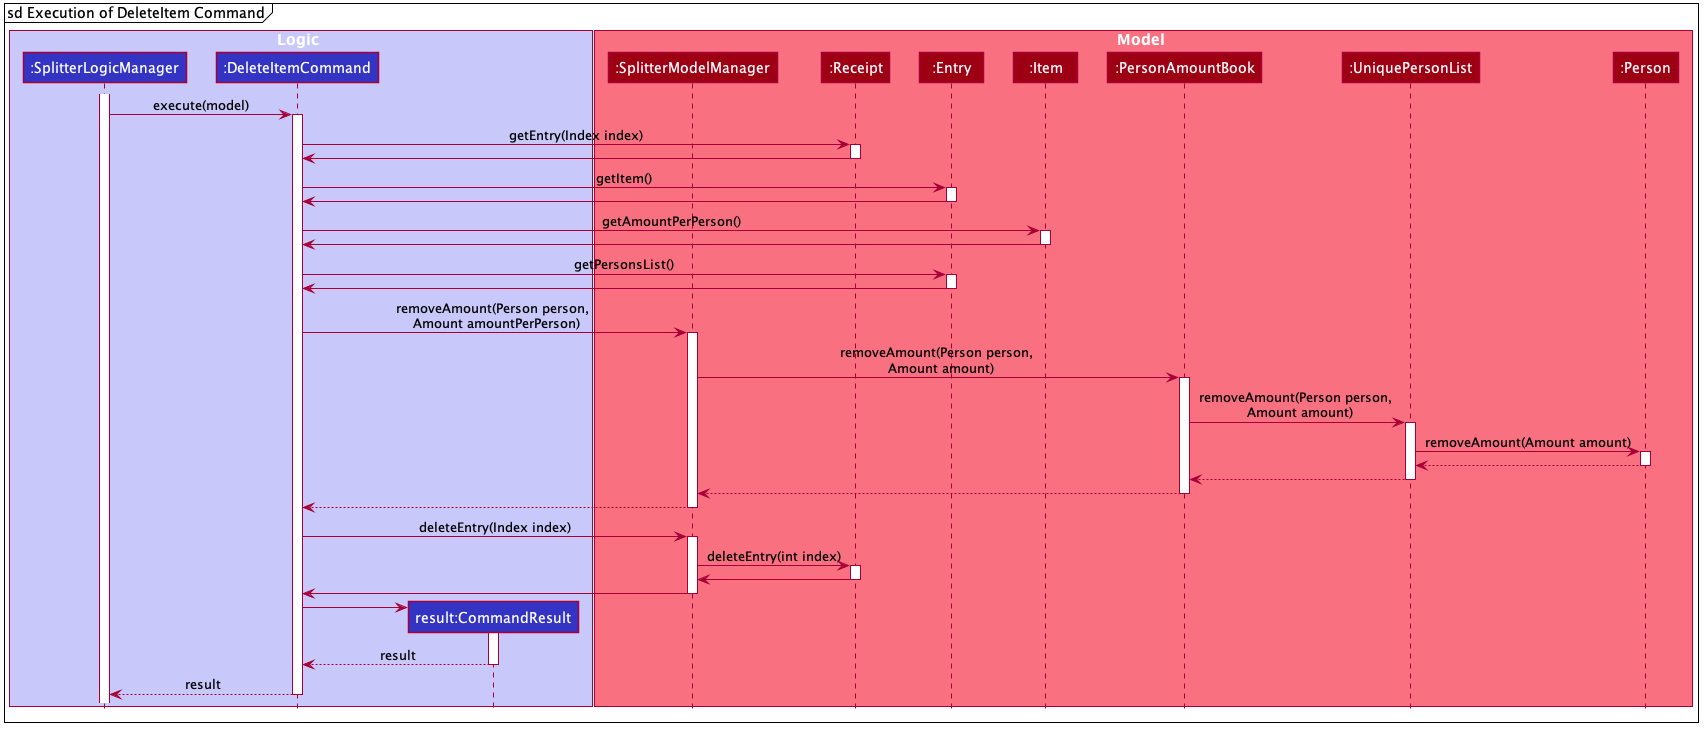 sd Execution of DeleteItem Command
Logic
Model
:SplitterLogicManager
:DeleteItemCommand
:SplitterModelManager
:Receipt
:Entry
:Item
:PersonAmountBook
:UniquePersonList
:Person
execute(model)
getEntry(Index index)
getItem()
getAmountPerPerson()
getPersonsList()
removeAmount(Person person,
Amount amountPerPerson)
removeAmount(Person person,
Amount amount)
removeAmount(Person person,
Amount amount)
removeAmount(Amount amount)
deleteEntry(Index index)
deleteEntry(int index)
result:CommandResult
result
result